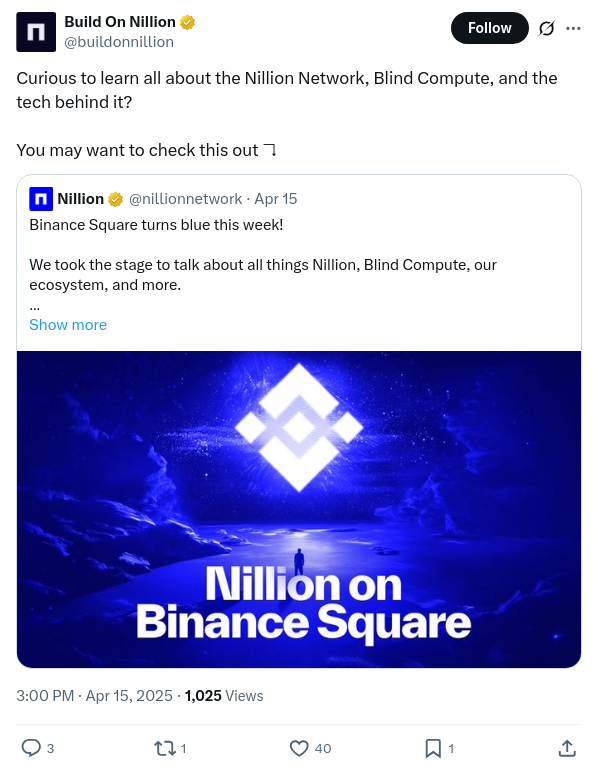 Build On Nillion
@buildonnillion
Follow
Curious to learn all about the Nillion Network, Blind Compute, and the
tech behind it?
You may want to check this out
Nillion @nillionnetwork · Apr 15
Binance Square turns blue this week!
We took the stage to talk about all things Nillion, Blind Compute, our
ecosystem, and more.
...
Show more
Nillion on
Binance Square
3:00 PM · Apr 15, 2025 · 1,025 Views
3 1 40 1